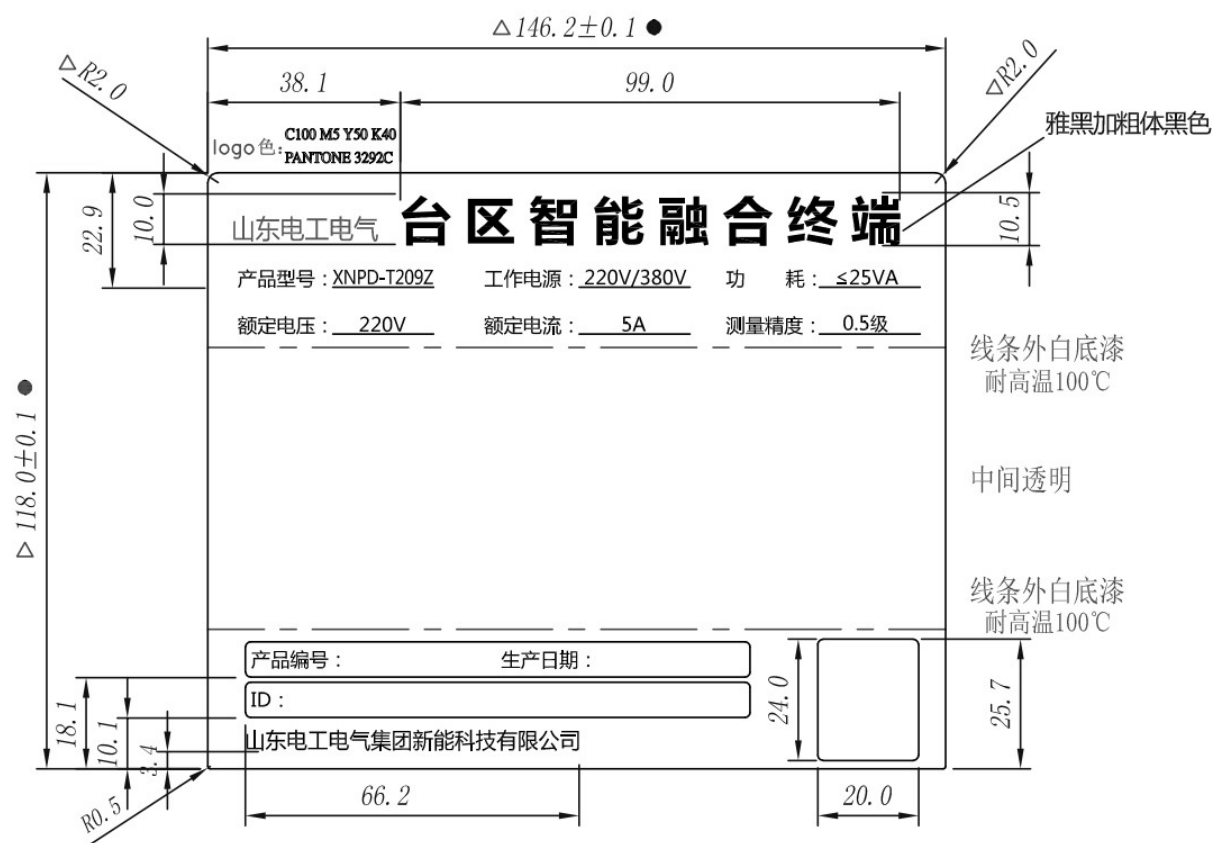 △146.2±0.1 ●
△R2.0
38.1
99.0
▽R2.0
雅黑加粗体黑色
logo色:
C100 M5 Y50 K40
PANTONE 3292C
22.9
10.0
山东电工电气
台区智能融合终端
10.5
产品型号：XNPD-T209Z 工作电源：220V/380V 功 耗：≤25VA
额定电压：220V 额定电流：5A 测量精度：0.5级
线条外白底漆
耐高温100℃
△ 118.0±0.1 ●
中间透明
线条外白底漆
耐高温100℃
产品编号： 生产日期：
ID：
山东电工电气集团新能科技有限公司
18.1
10.1
3.4
24.0
25.7
R0.5
66.2
20.0